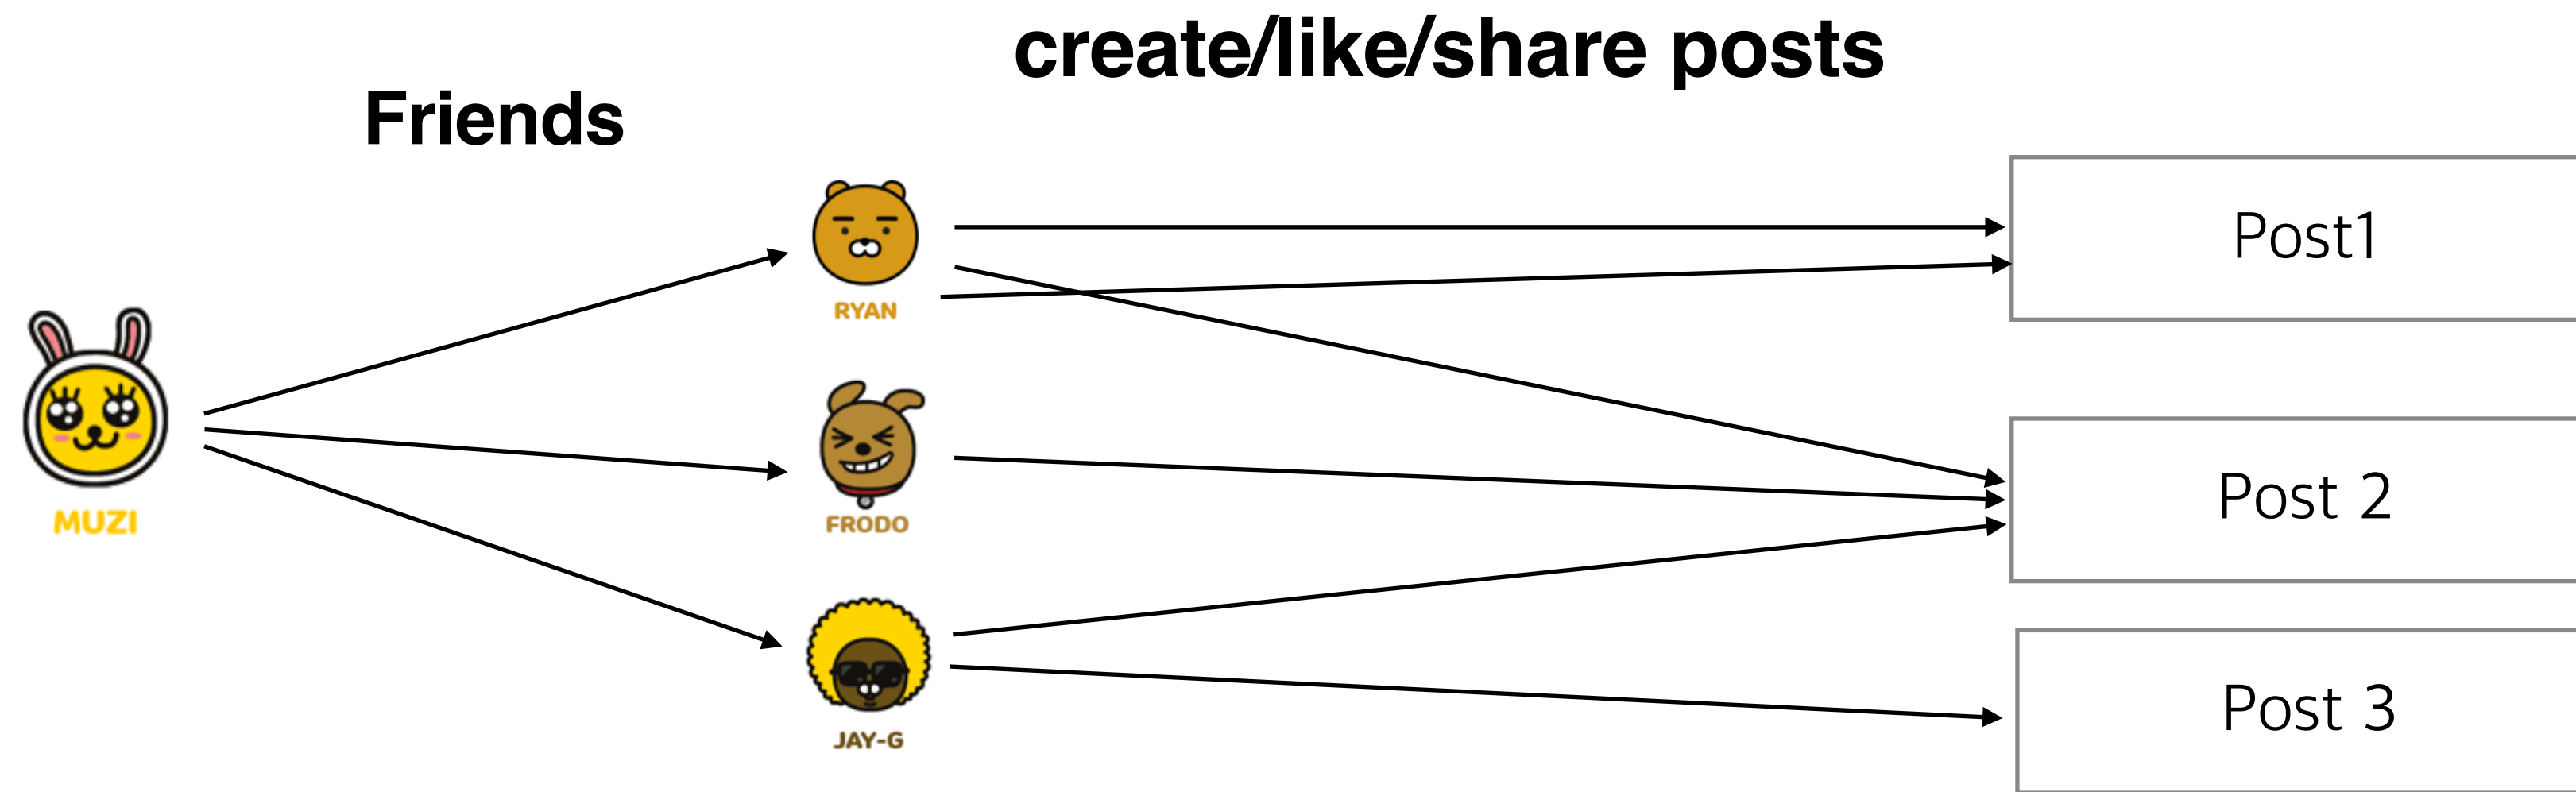 create/like/share posts
Friends
Post1
RYAN
Post 2
MUZI
FRODO
Post 3
JAY-G